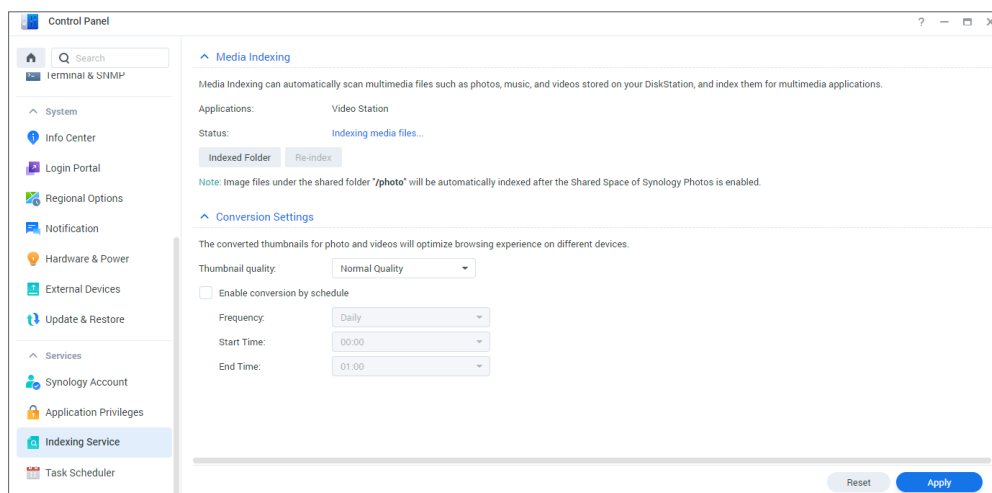 Control Panel
Search
Terminal & SNMP
System
Info Center
Login Portal
Regional Options
Notification
Hardware & Power
External Devices
Update & Restore
Services
Synology Account
Application Privileges
Indexing Service
Task Scheduler
Media Indexing
Media Indexing can automatically scan multimedia files such as photos, music, and videos stored on your DiskStation, and index them for multimedia applications.
Applications: Video Station
Status: Indexing media files...
Indexed Folder Re-index
Note: Image files under the shared folder "/photo" will be automatically indexed after the Shared Space of Synology Photos is enabled.
Conversion Settings
The converted thumbnails for photo and videos will optimize browsing experience on different devices.
Thumbnail quality: Normal Quality
Enable conversion by schedule
Frequency: Daily
Start Time: 00:00
End Time: 01:00
Reset Apply